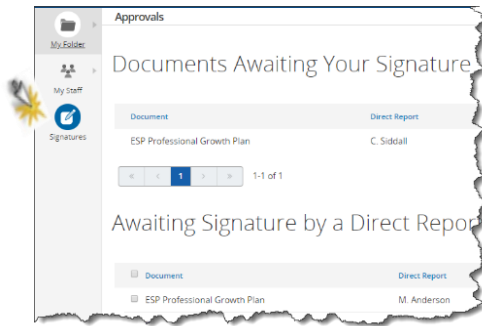 Approvals
My Folder
My Staff
Signatures
Documents Awaiting Your Signature
Document Direct Report
ESP Professional Growth Plan C. Siddall
« < 1 > » 1-1 of 1
Awaiting Signature by a Direct Repor
Document Direct Report
ESP Professional Growth Plan M. Anderson